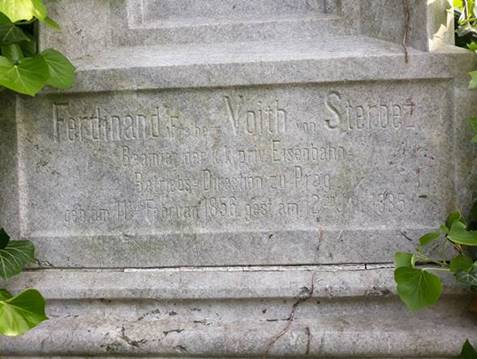 Ferdinand Freiherr Voith von Sterbez
Beamter der k.k. priv. Eisenbahn-
Betriebs-Direction zu Prag
geb. am 11. Februar 1856, gest. am 12.